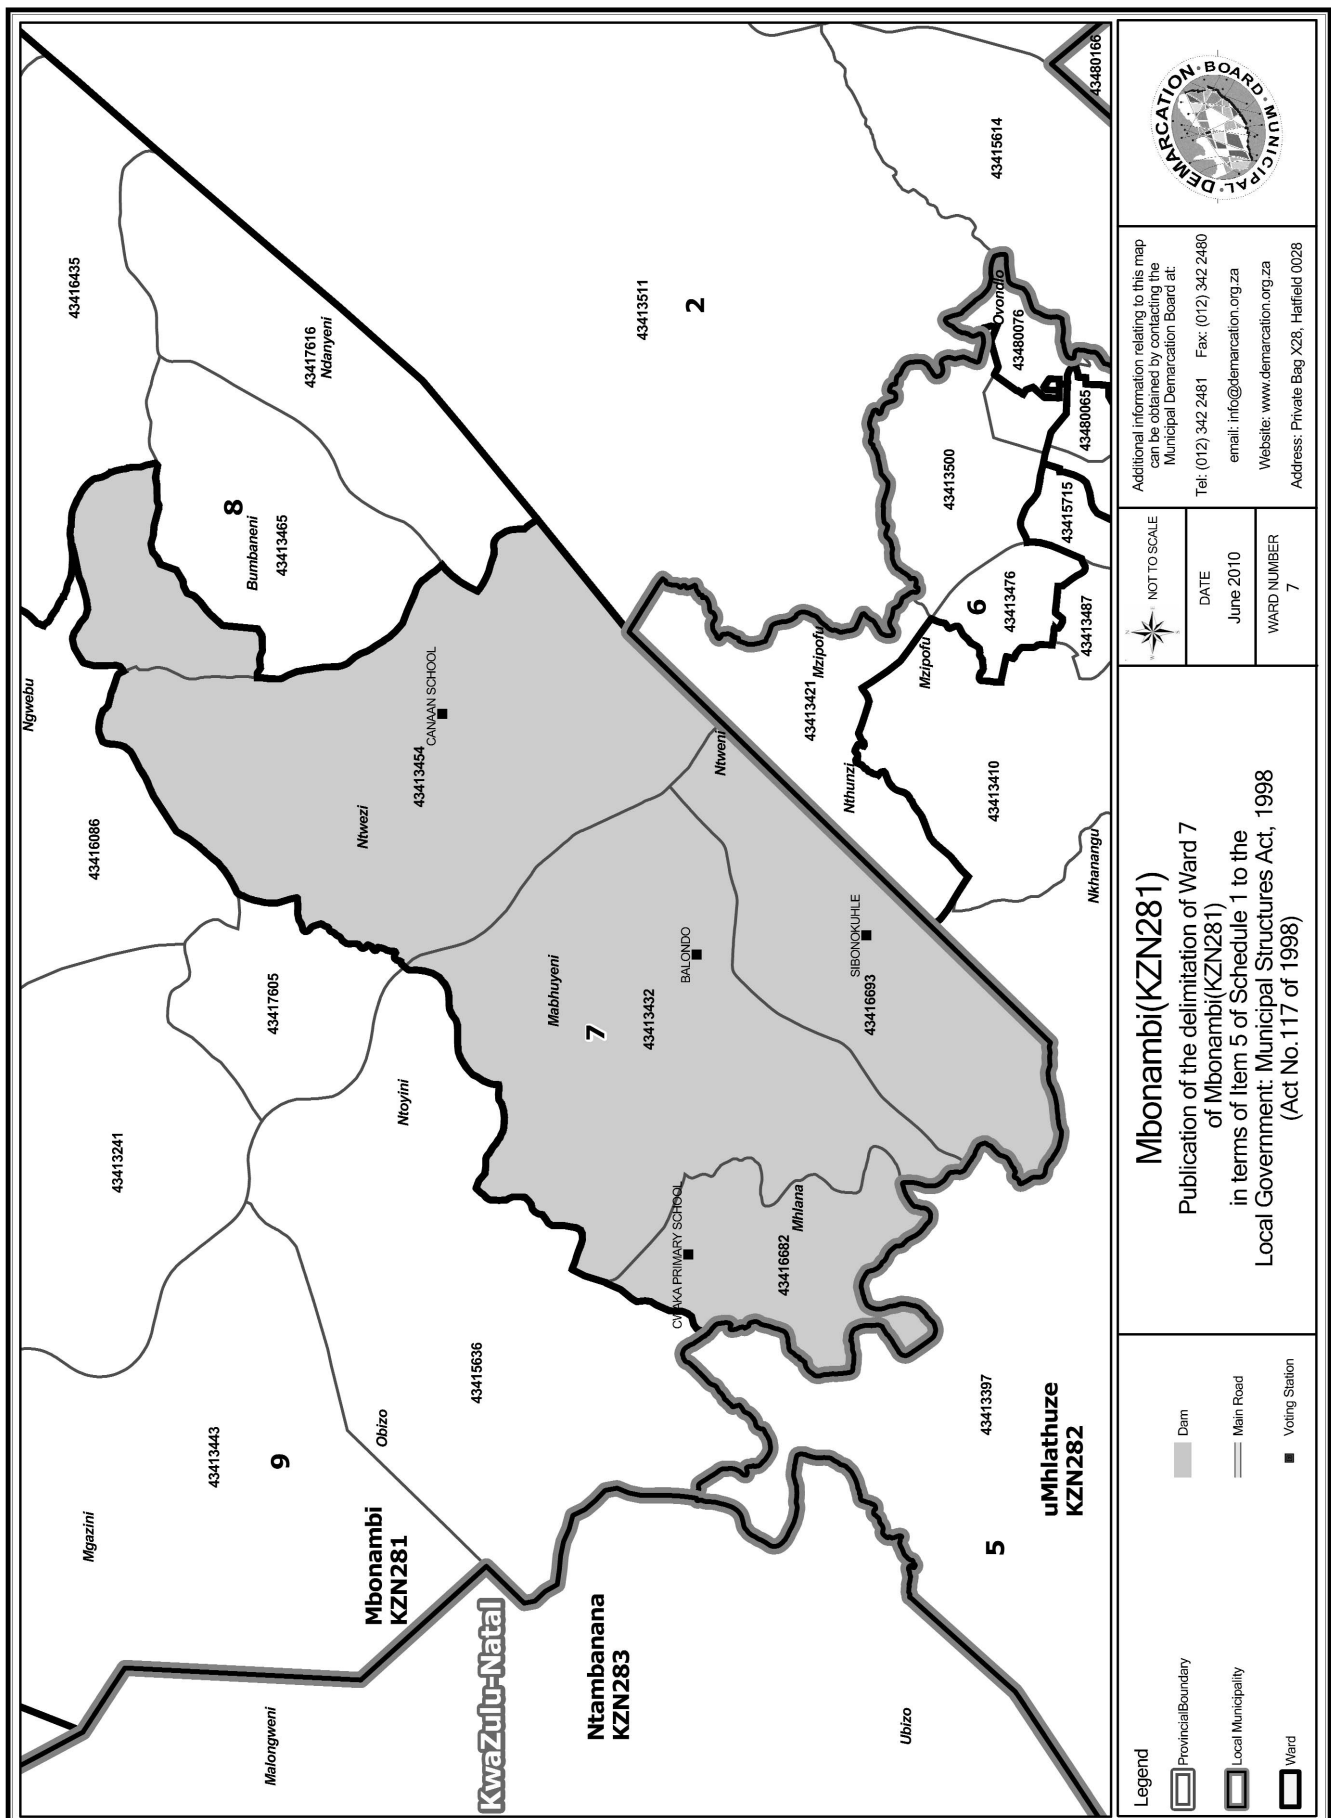 Ngwebu
43416086
43416435
43413241
43417605
43413443
Mgazini
Malongweni
9
8
Bumbaneni
43413465
43417616
Ndanyeni
Ntwezi
43413454
CANAAN SCHOOL
Ntoyini
Obizo
43415636
Mbonambi
KZN281
KwaZulu-Natal
Ntambanana
KZN283
Mabhuyeni
7
43413432
BALONDO
CWAKA PRIMARY SCHOOL
43416682
Mhlana
SIBONOKUHLE
43416693
Ntweni
43413511
2
43413421
Mzipofu
Nthunzi
Mzipofu
43413410
Nkhanangu
6
43413476
43413487
43413500
43415715
43480065
43480076
Ovondlo
43415614
43480166
43413397
uMhlathuze
KZN282
5
Ubizo
Legend
ProvincialBoundary
Local Municipality
Ward
Dam
Main Road
Voting Station
Mbonambi(KZN281)
Publication of the delimitation of Ward 7
of Mbonambi(KZN281)
in terms of Item 5 of Schedule 1 to the
Local Government: Municipal Structures Act, 1998
(Act No.117 of 1998)
N
E
S
W
NOT TO SCALE
DATE
June 2010
WARD NUMBER
7
Additional information relating to this map
can be obtained by contacting the
Municipal Demarcation Board at:
Tel: (012) 342 2481 Fax: (012) 342 2480
email: info@demarcation.org.za
Website: www.demarcation.org.za
Address: Private Bag X28, Hatfield 0028
MUNICIPAL · DEMARCATION · BOARD ·